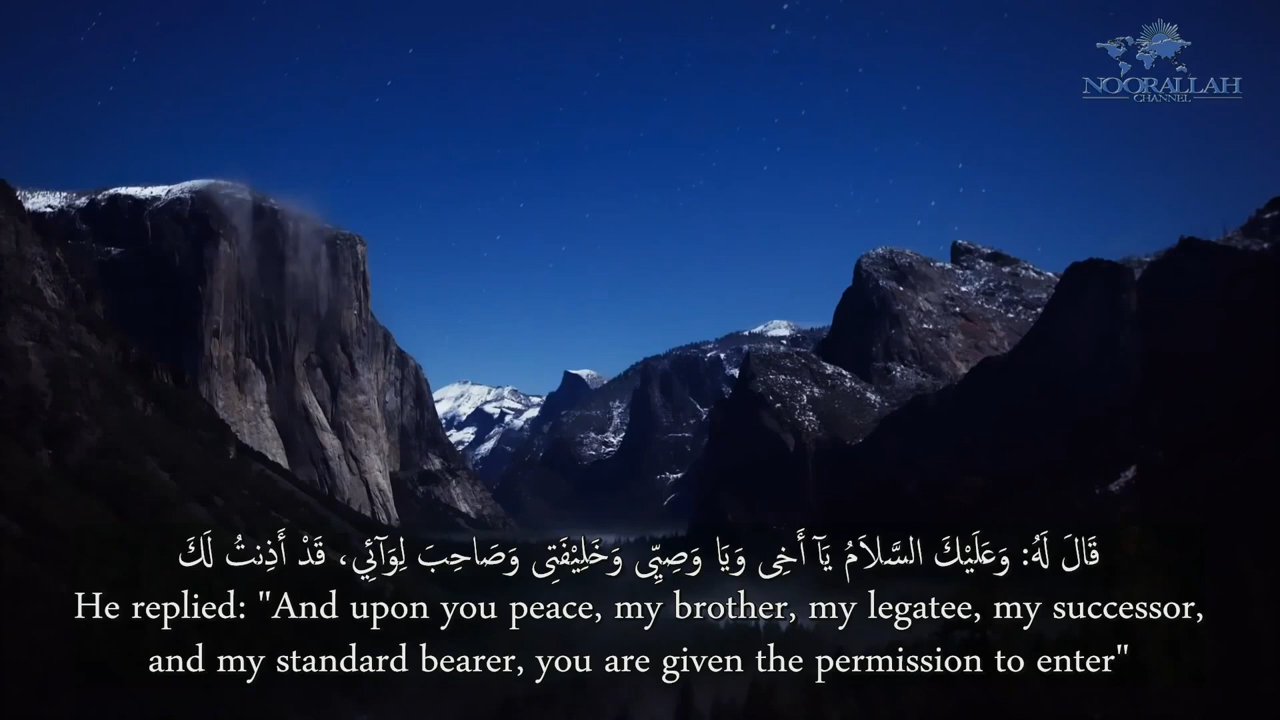 NOORALLAH
CHANNEL
قَالَ لَهُ: وَعَلَيْكَ السَّلاَمُ يَآ أَخِى وَيَا وَصِيِّى وَخَلِيْفَتِى وَصَاحِبَ لِوَآئِي، قَدْ أَذِنتُ لَكَ
He replied: "And upon you peace, my brother, my legatee, my successor,
and my standard bearer, you are given the permission to enter"